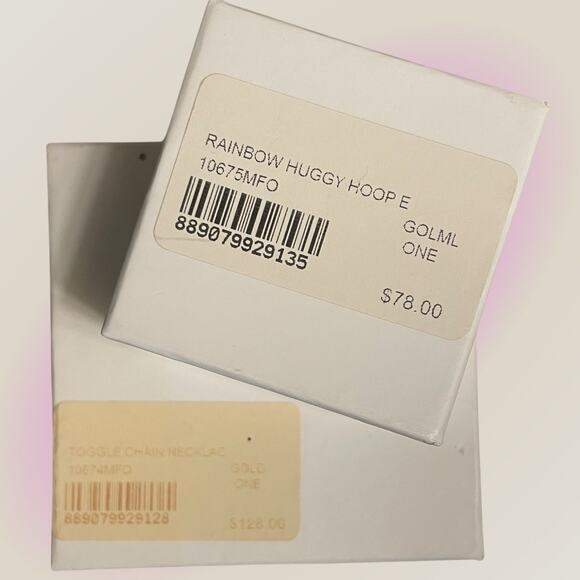 RAINBOW HUGGY HOOP E
10675MFO
GOLML
ONE
889079929135
$78.00
TOGGLE CHAIN NECKLAC
10674MFO
GOLD
ONE
889079929128
$128.00